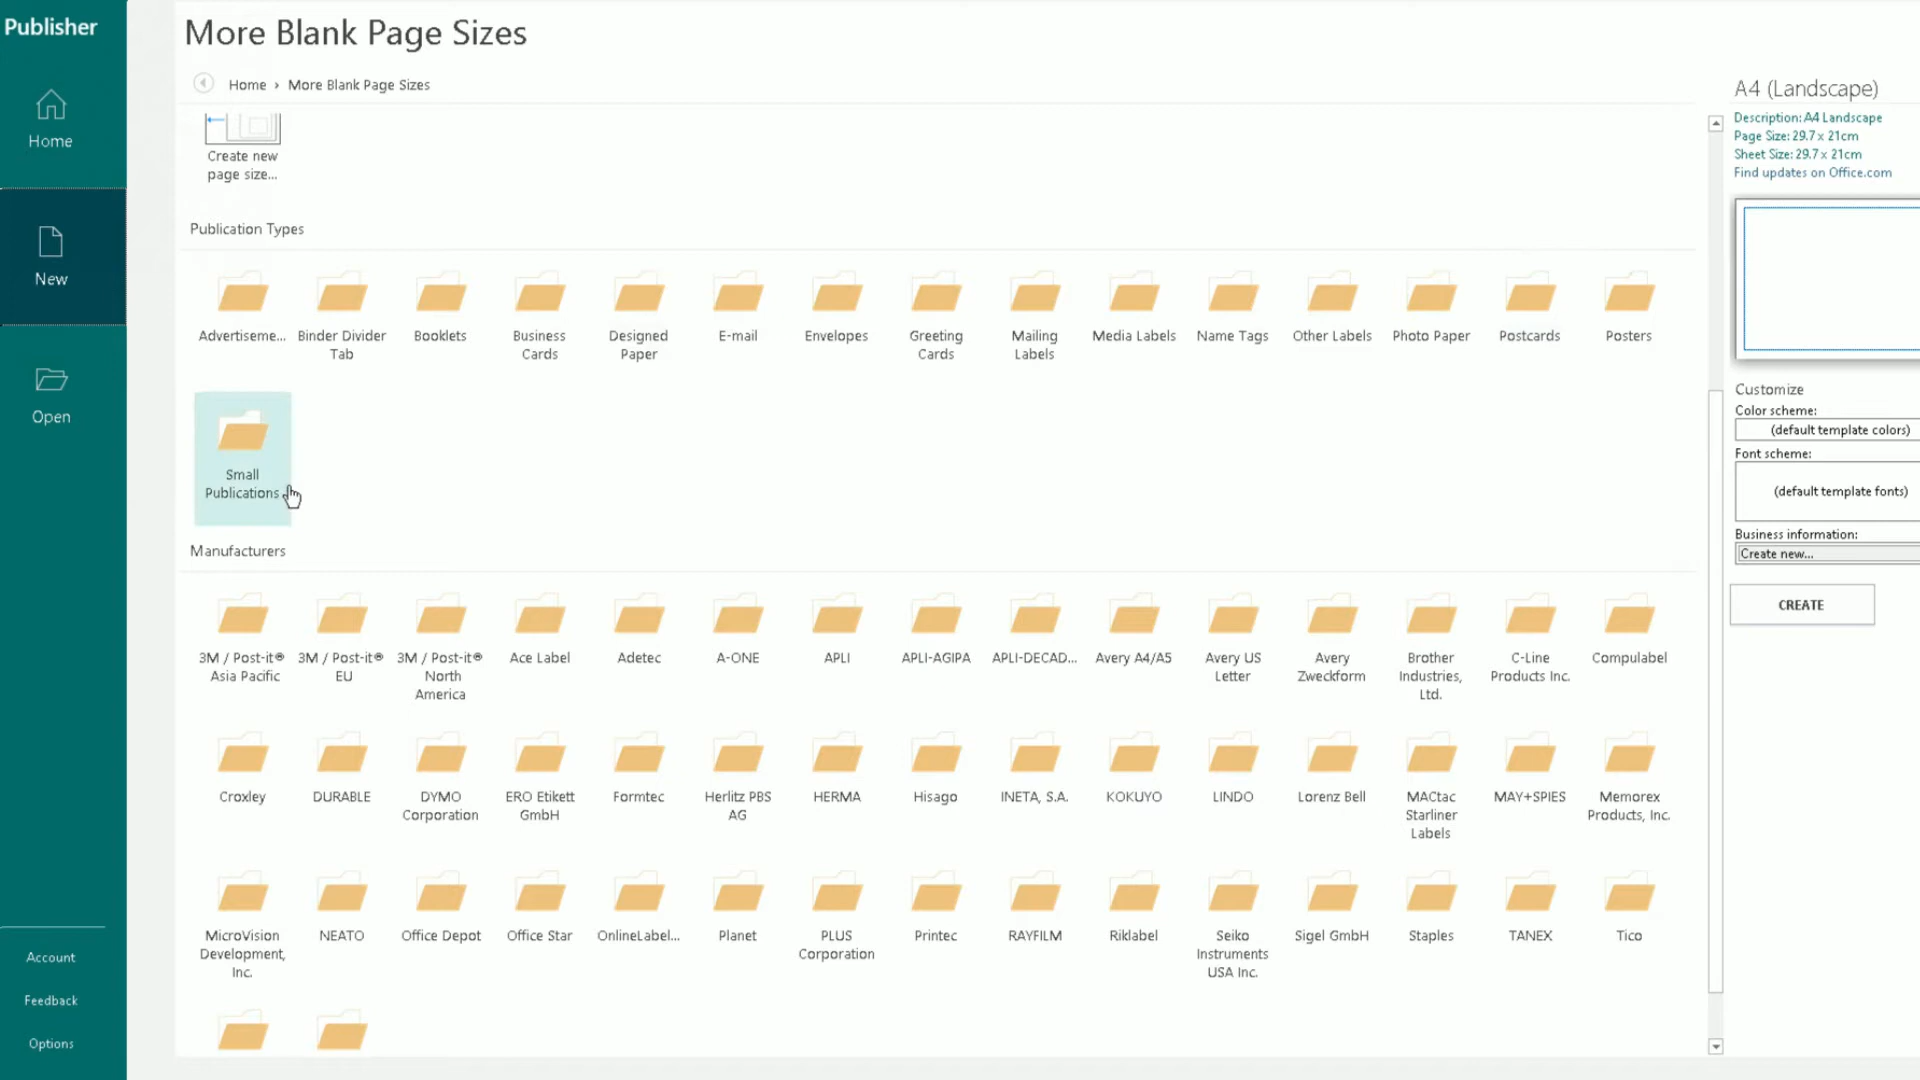 Publisher
Home
New
Open
Account
Feedback
Options
More Blank Page Sizes
Home › More Blank Page Sizes
Create new
page size...
Publication Types
Advertiseme...
Binder Divider
Tab
Booklets
Business
Cards
Designed
Paper
E-mail
Envelopes
Greeting
Cards
Mailing
Labels
Media Labels
Name Tags
Other Labels
Photo Paper
Postcards
Posters
Small
Publications
Manufacturers
3M / Post-it®
Asia Pacific
3M / Post-it®
EU
3M / Post-it®
North
America
Ace Label
Adetec
A-ONE
APLI
APLI-AGIPA
APLI-DECAD...
Avery A4/A5
Avery US
Letter
Avery
Zweckform
Brother
Industries,
Ltd.
C-Line
Products Inc.
Compulabel
Croxley
DURABLE
DYMO
Corporation
ERO Etikett
GmbH
Formtec
Herlitz PBS
AG
HERMA
Hisago
INETA, S.A.
KOKUYO
LINDO
Lorenz Bell
MACtac
Starliner
Labels
MAY+SPIES
Memorex
Products, Inc.
MicroVision
Development,
Inc.
NEATO
Office Depot
Office Star
OnlineLabel...
Planet
PLUS
Corporation
Printec
RAYFILM
Riklabel
Seiko
Instruments
USA Inc.
Sigel GmbH
Staples
TANEX
Tico
A4 (Landscape)
Description: A4 Landscape
Page Size: 29.7 x 21cm
Sheet Size: 29.7 x 21cm
Find updates on Office.com
Customize
Color scheme:
(default template colors)
Font scheme:
(default template fonts)
Business information:
Create new...
CREATE